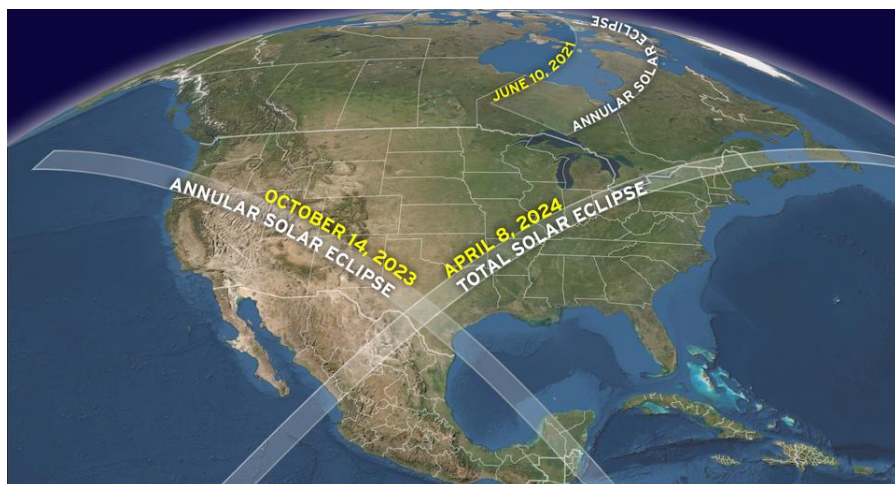 ANNULAR SOLAR ECLIPSE
JUNE 10, 2021
OCTOBER 14, 2023
ANNULAR SOLAR ECLIPSE
APRIL 8, 2024
TOTAL SOLAR ECLIPSE